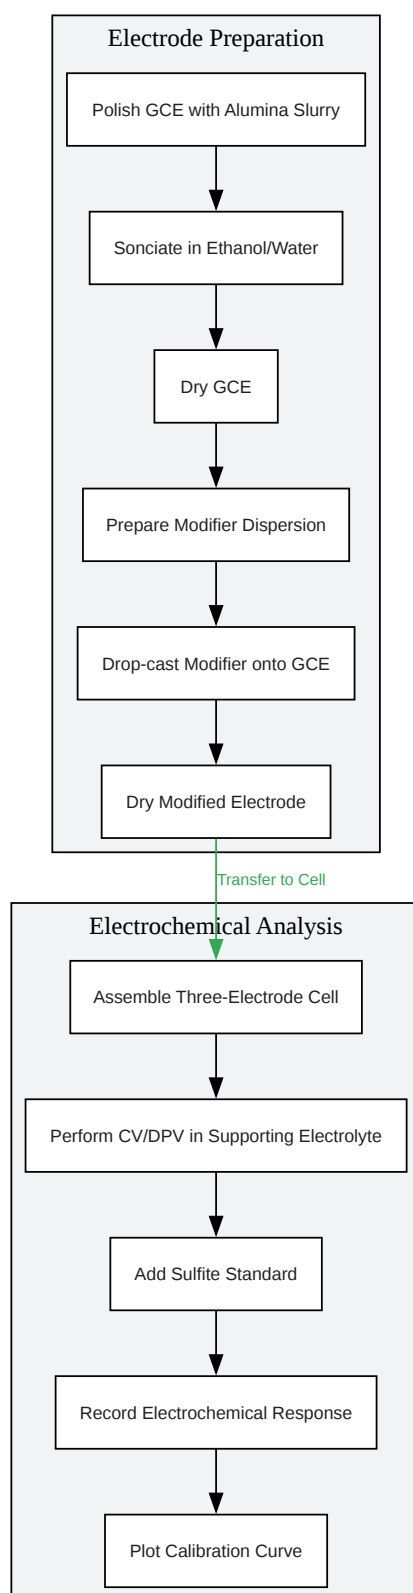 Electrode Preparation
Polish GCE with Alumina Slurry
Sonciate in Ethanol/Water
Dry GCE
Prepare Modifier Dispersion
Drop-cast Modifier onto GCE
Dry Modified Electrode
Transfer to Cell
Electrochemical Analysis
Assemble Three-Electrode Cell
Perform CV/DPV in Supporting Electrolyte
Add Sulfite Standard
Record Electrochemical Response
Plot Calibration Curve